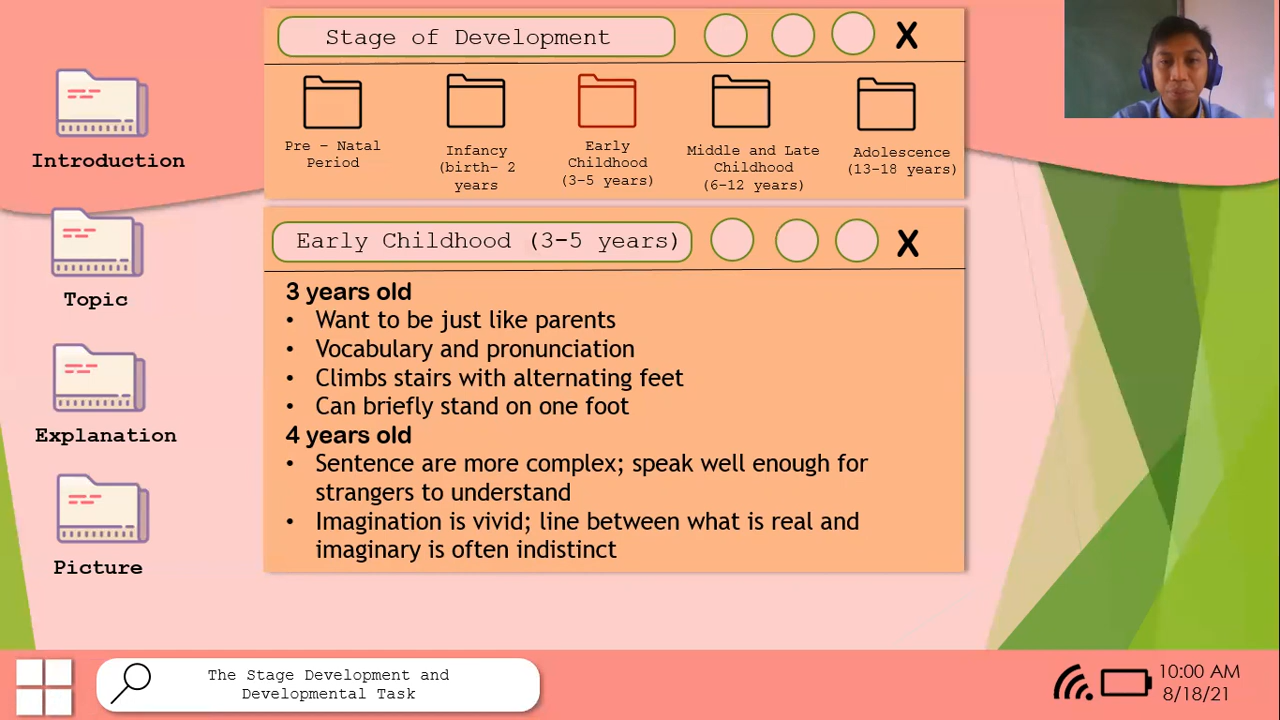 Stage of Development
X
Pre – Natal
Period
Infancy
(birth– 2
years
Early
Childhood
(3–5 years)
Middle and Late
Childhood
(6–12 years)
Adolescence
(13–18 years)
Introduction
Topic
Explanation
Picture
Early Childhood (3–5 years)
X
3 years old
• Want to be just like parents
• Vocabulary and pronunciation
• Climbs stairs with alternating feet
• Can briefly stand on one foot
4 years old
• Sentence are more complex; speak well enough for
strangers to understand
• Imagination is vivid; line between what is real and
imaginary is often indistinct
The Stage Development and
Developmental Task
10:00 AM
8/18/21